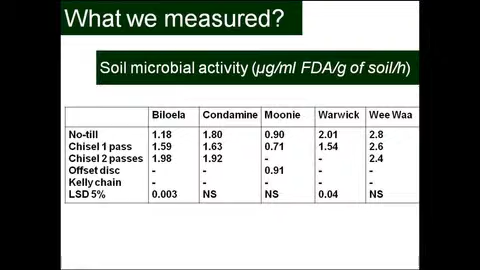 What we measured?
Soil microbial activity (µg/ml FDA/g of soil/h)
Biloela Condamine Moonie Warwick Wee Waa
No-till 1.18 1.80 0.90 2.01 2.8
Chisel 1 pass 1.59 1.63 0.71 1.54 2.6
Chisel 2 passes 1.98 1.92 - - 2.4
Offset disc - - 0.91 - -
Kelly chain - - - - -
LSD 5% 0.003 NS NS 0.04 NS